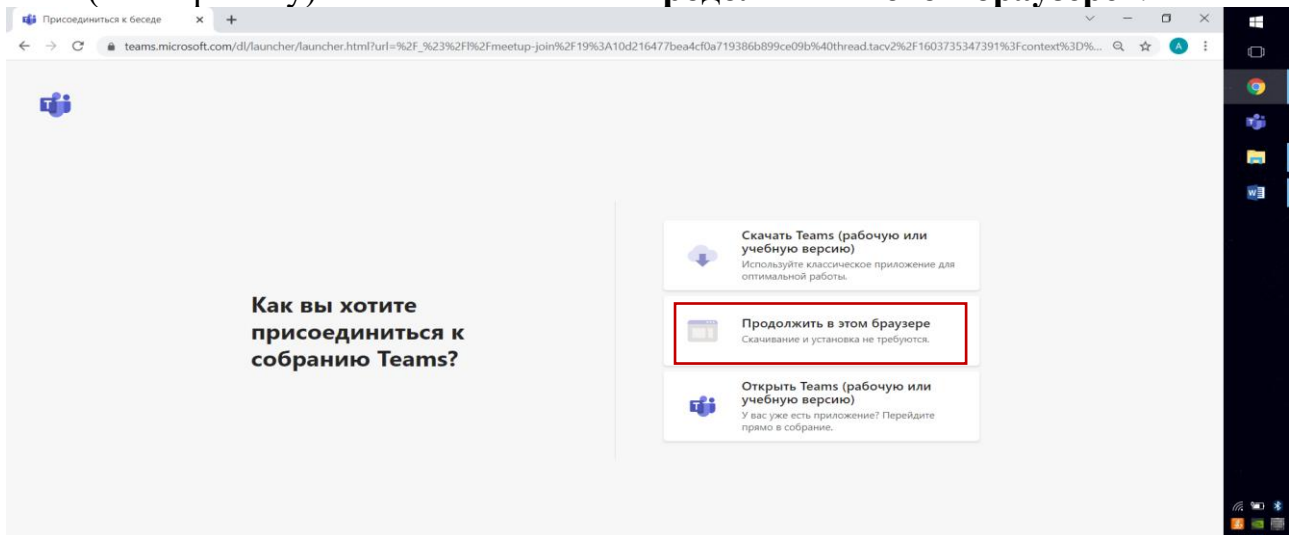 Присоединиться к беседе
teams.microsoft.com/dl/launcher/launcher.html?url=%2F_%23%2Fl%2Fmeetup-join%2F19%3A10d216477bea4cf0a719386b899ce09b%40thread.tacv2%2F1603735347391%3Fcontext%3D%...
A
Как вы хотите
присоединиться к
собранию Teams?
Скачать Teams (рабочую или
учебную версию)
Используйте классическое приложение для
оптимальной работы.
Продолжить в этом браузере
Скачивание и установка не требуются.
Открыть Teams (рабочую или
учебную версию)
У вас уже есть приложение? Перейдите
прямо в собрание.